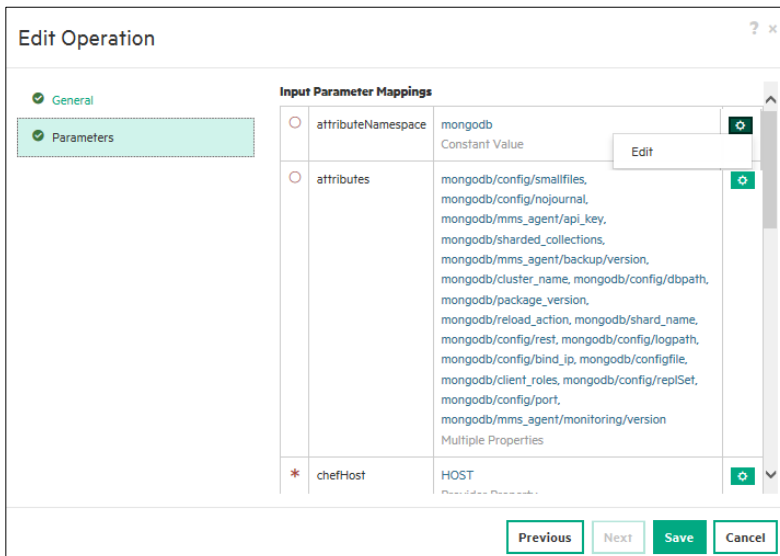 Edit Operation
? ×
General
Parameters
Input Parameter Mappings
attributeNamespace
mongodb
Constant Value
Edit
attributes
mongodb/config/smallfiles,
mongodb/config/nojournal,
mongodb/mms_agent/api_key,
mongodb/sharded_collections,
mongodb/mms_agent/backup/version,
mongodb/cluster_name, mongodb/config/dbpath,
mongodb/package_version,
mongodb/reload_action, mongodb/shard_name,
mongodb/config/rest, mongodb/config/logpath,
mongodb/config/bind_ip, mongodb/configfile,
mongodb/client_roles, mongodb/config/replSet,
mongodb/config/port,
mongodb/mms_agent/monitoring/version
Multiple Properties
* chefHost
HOST
Provider Property
Previous
Next
Save
Cancel